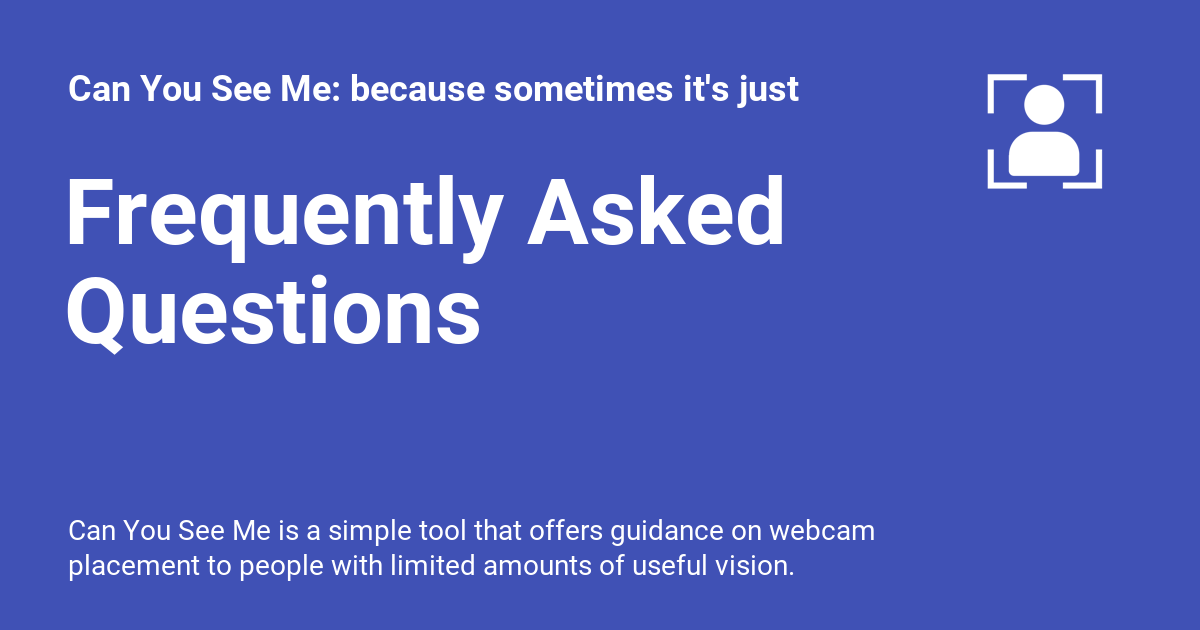 Can You See Me: because sometimes it's just
Frequently Asked
Questions
Can You See Me is a simple tool that offers guidance on webcam
placement to people with limited amounts of useful vision.